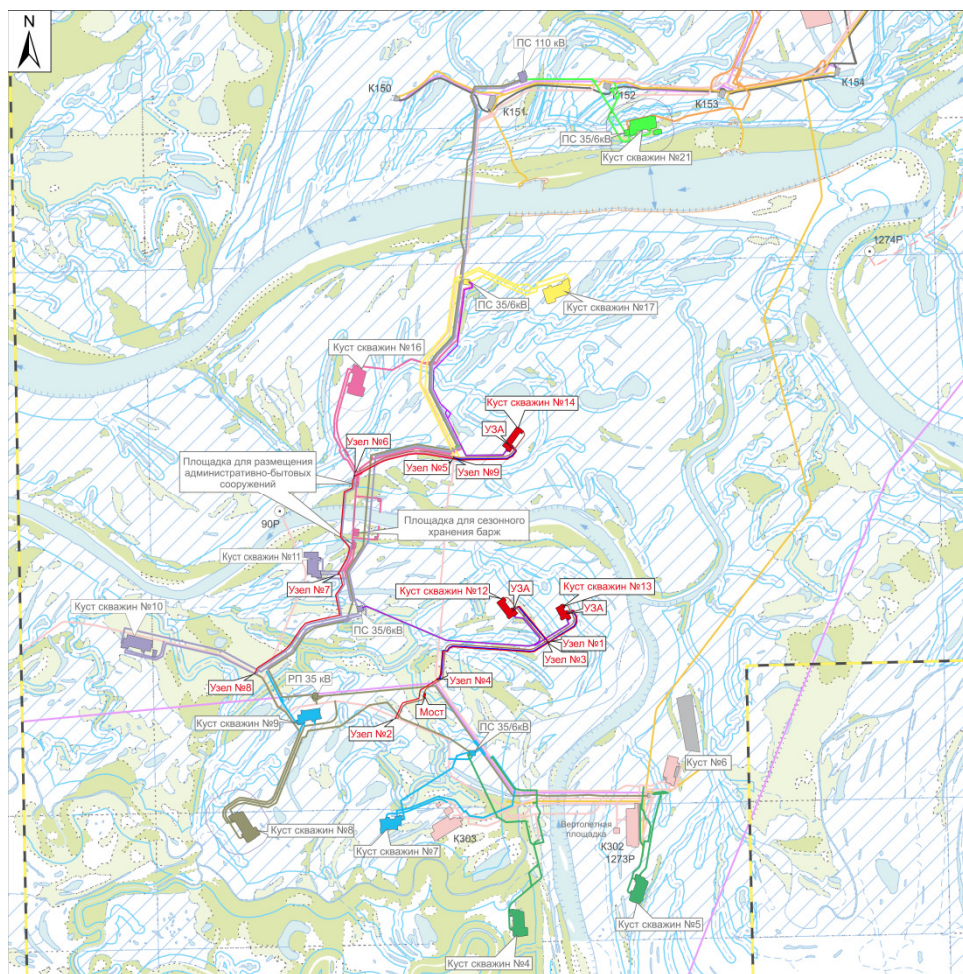 N
ПС 110 кВ
К150
К151
152
К153
К154
ПС 35/6кВ
Куст скважин №21
1274Р
ПС 35/6кВ
Куст скважин №17
Куст скважин №16
Куст скважин №14
УЗА
Узел №6
Узел №5
Узел №9
Площадка для размещения
административно-бытовых
сооружений
90Р
Площадка для сезонного
хранения барж
Куст скважин №11
Узел №7
Куст скважин №12
УЗА
Куст скважин №13
УЗА
Куст скважин №10
ПС 35/6кВ
Узел №1
Узел №3
Узел №8
РП 35 кВ
Узел №4
Мост
Куст скважин №9
Узел №2
ПС 35/6кВ
Куст №6
Куст скважин №8
Куст скважин №7
К303
Вертолетная
площадка
К302
1273Р
Куст скважин №5
Куст скважин №4